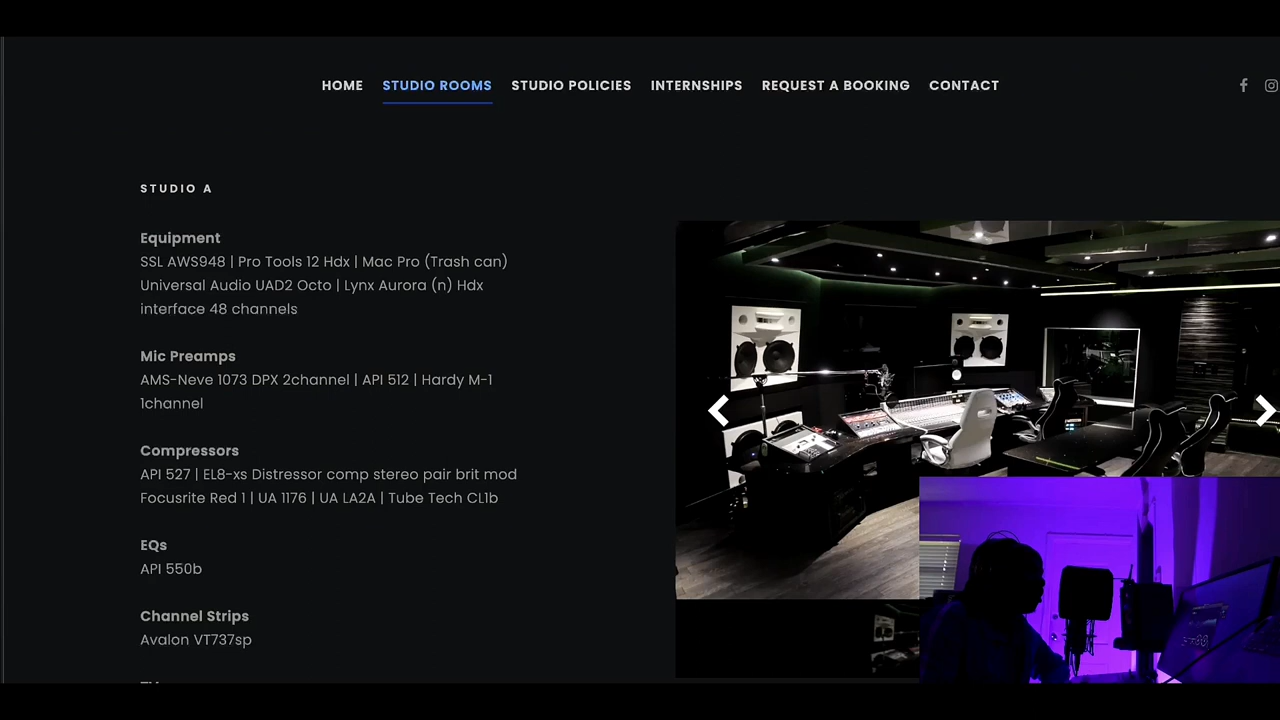 HOME STUDIO ROOMS STUDIO POLICIES INTERNSHIPS REQUEST A BOOKING CONTACT
STUDIO A
Equipment
SSL AWS948 | Pro Tools 12 Hdx | Mac Pro (Trash can)
Universal Audio UAD2 Octo | Lynx Aurora (n) Hdx
interface 48 channels
Mic Preamps
AMS-Neve 1073 DPX 2channel | API 512 | Hardy M-1
1channel
Compressors
API 527 | EL8-xs Distressor comp stereo pair brit mod
Focusrite Red 1 | UA 1176 | UA LA2A | Tube Tech CL1b
EQs
API 550b
Channel Strips
Avalon VT737sp